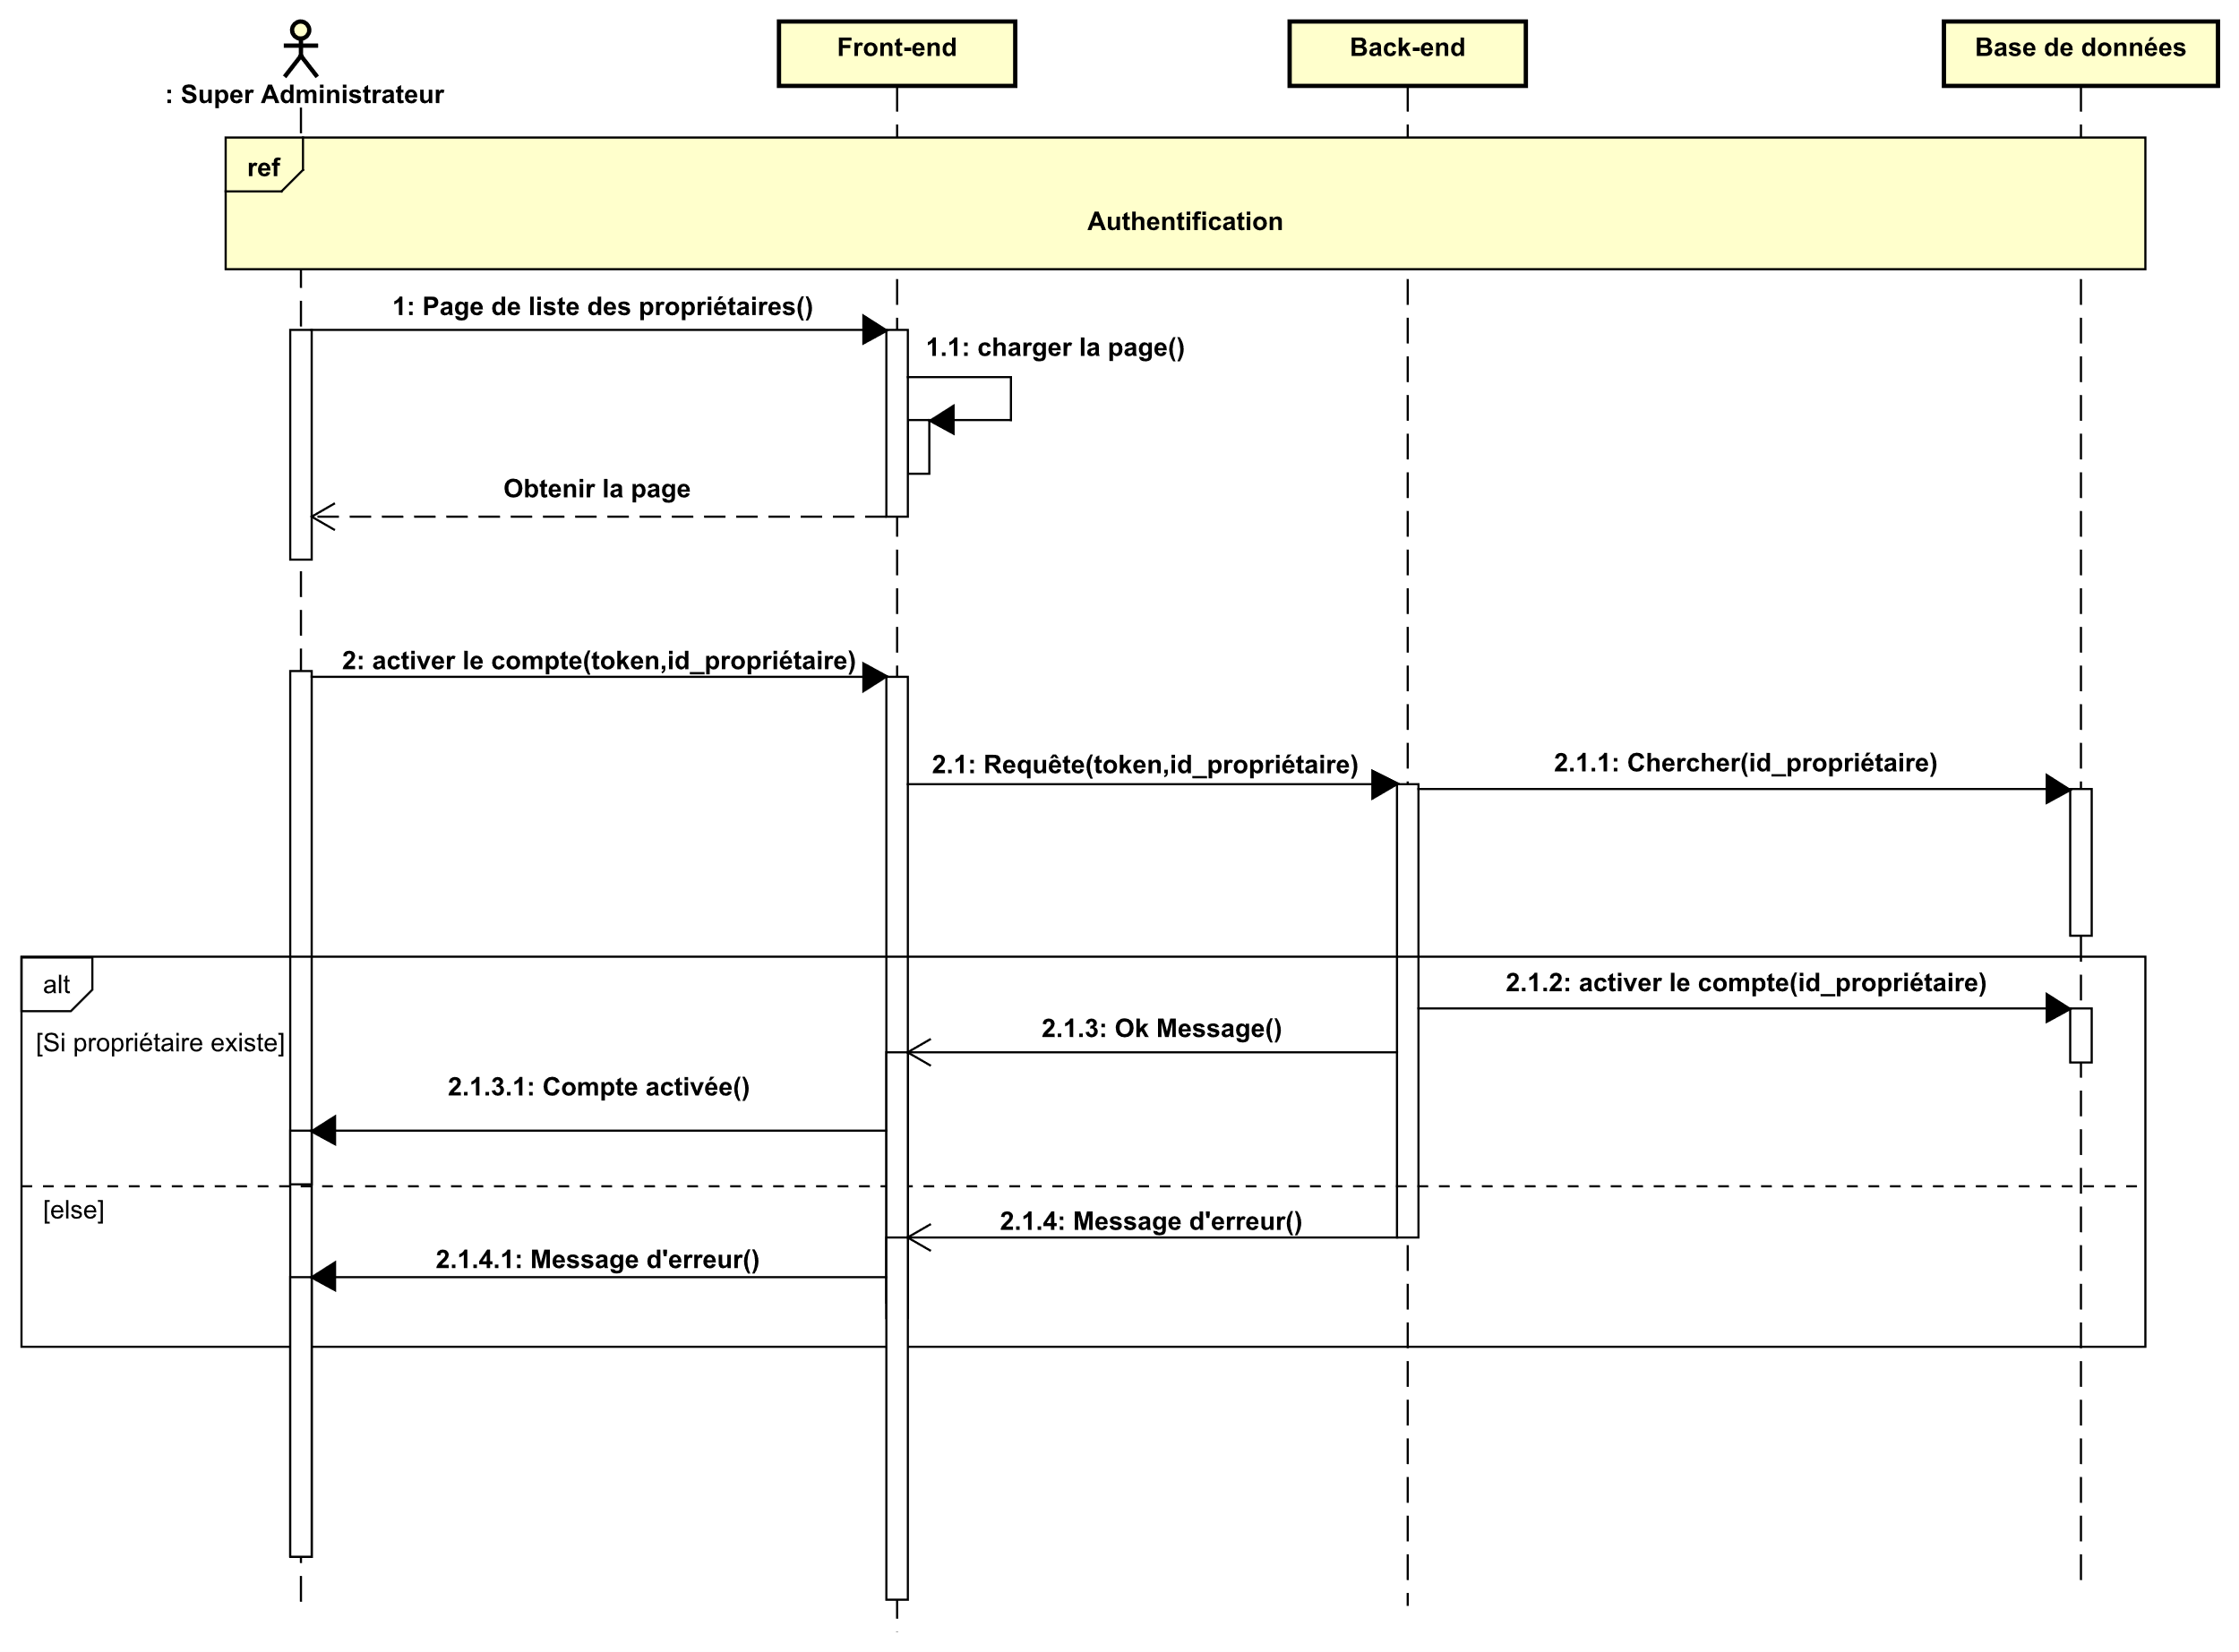 : Super Administrateur
Front-end
Back-end
Base de données
ref
Authentification
1: Page de liste des propriétaires()
1.1: charger la page()
Obtenir la page
2: activer le compte(token,id_propriétaire)
2.1: Requête(token,id_propriétaire)
2.1.1: Chercher(id_propriétaire)
alt
2.1.2: activer le compte(id_propriétaire)
[Si propriétaire existe]
2.1.3: Ok Message()
2.1.3.1: Compte activée()
[else]
2.1.4: Message d'erreur()
2.1.4.1: Message d'erreur()